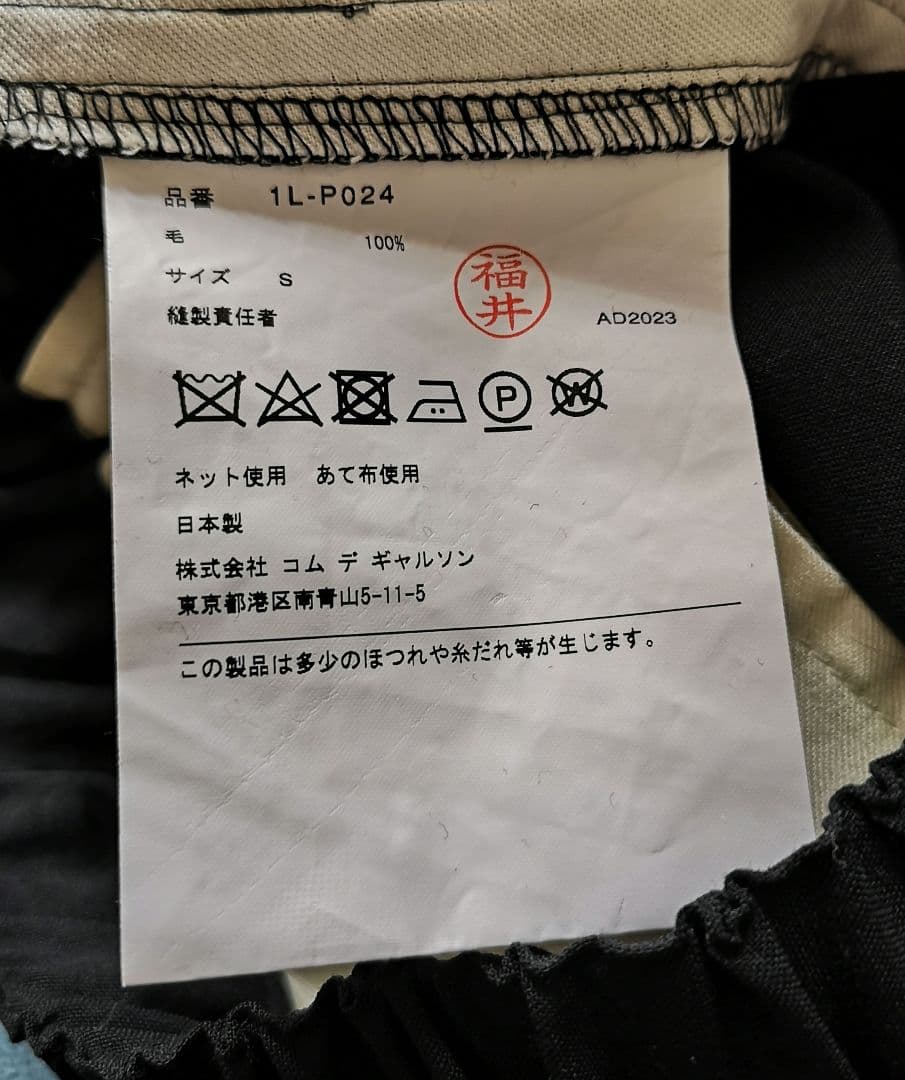 品番 1L-P024
毛 100%
サイズ S
縫製責任者 福井 AD2023
P W
ネット使用 あて布使用
日本製
株式会社 コム デ ギャルソン
東京都港区南青山5-11-5
この製品は多少のほつれや糸だれ等が生じます。